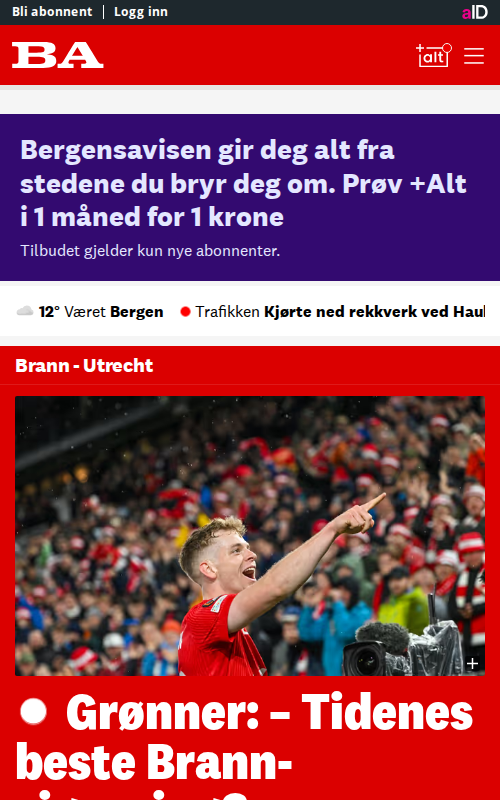 Bli abonnent | Logg inn
aID
BA
+alt
Bergensavisen gir deg alt fra
stedene du bryr deg om. Prøv +Alt
i 1 måned for 1 krone
Tilbudet gjelder kun nye abonnenter.
12° Været Bergen
Trafikken Kjørte ned rekkverk ved Hau
Brann - Utrecht
Grønner: – Tidenes
beste Brann-